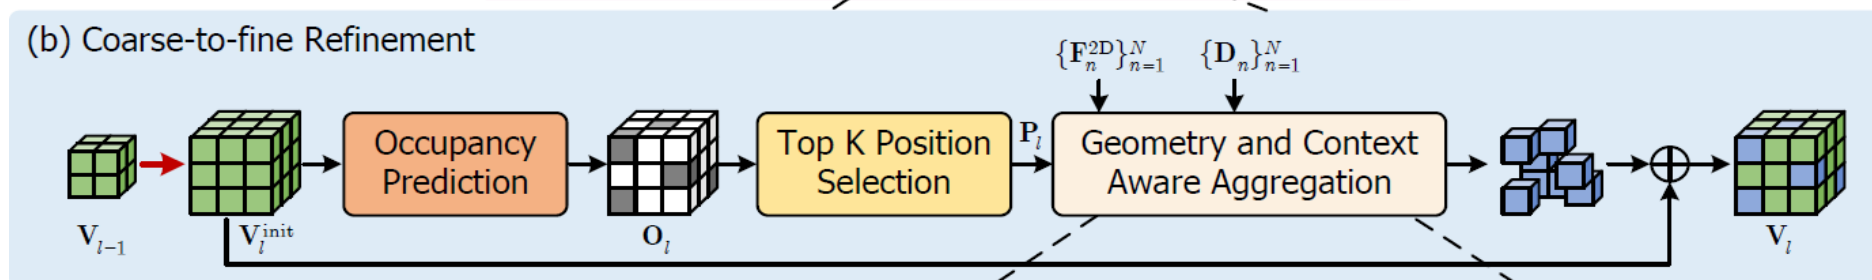 (b) Coarse-to-fine Refinement
{F_n^{2D}}_{n=1}^N {D_n}_{n=1}^N
Occupancy
Prediction
Top K Position
Selection
P_l
Geometry and Context
Aware Aggregation
V_{l-1}
V_l^{init}
O_l
V_l